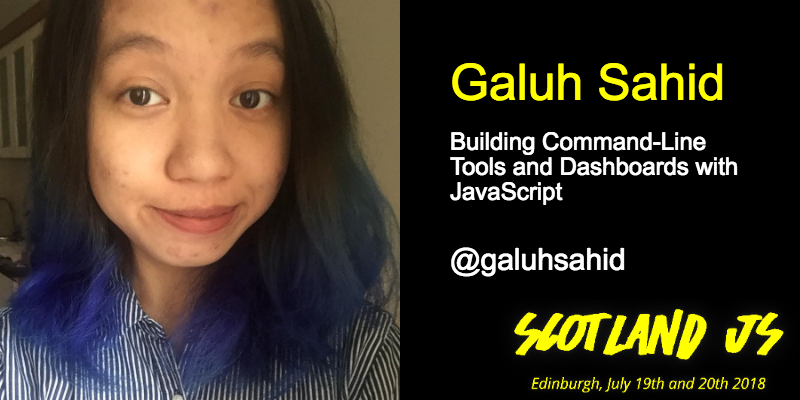 Galuh Sahid
Building Command-Line
Tools and Dashboards with
JavaScript
@galuhsahid
SCOTLAND JS
Edinburgh, July 19th and 20th 2018